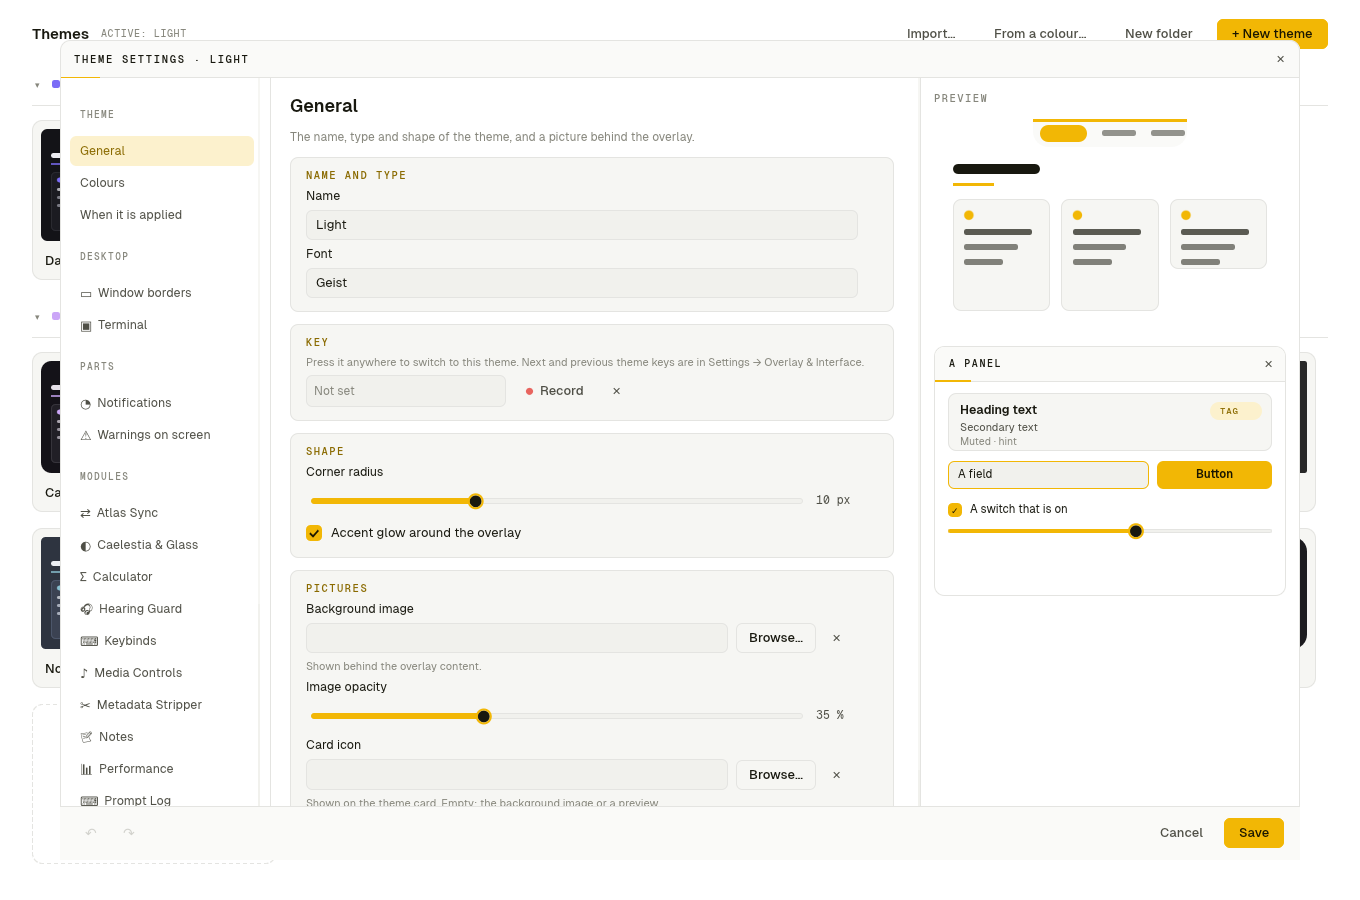 Themes ACTIVE: LIGHT Import… From a colour… New folder + New theme
THEME SETTINGS · LIGHT ×
THEME
General
Colours
When it is applied
DESKTOP
Window borders
Terminal
PARTS
Notifications
Warnings on screen
MODULES
Atlas Sync
Caelestia & Glass
Σ Calculator
Hearing Guard
Keybinds
Media Controls
Metadata Stripper
Notes
Performance
Prompt Log
General
The name, type and shape of the theme, and a picture behind the overlay.
NAME AND TYPE
Name
Light
Font
Geist
KEY
Press it anywhere to switch to this theme. Next and previous theme keys are in Settings → Overlay & Interface.
Not set Record ×
SHAPE
Corner radius
10 px
Accent glow around the overlay
PICTURES
Background image
Browse… ×
Shown behind the overlay content.
Image opacity
35 %
Card icon
Browse… ×
Shown on the theme card. Empty: the background image or a preview
PREVIEW
A PANEL ×
Heading text TAG
Secondary text
Muted · hint
A field Button
A switch that is on
Cancel Save